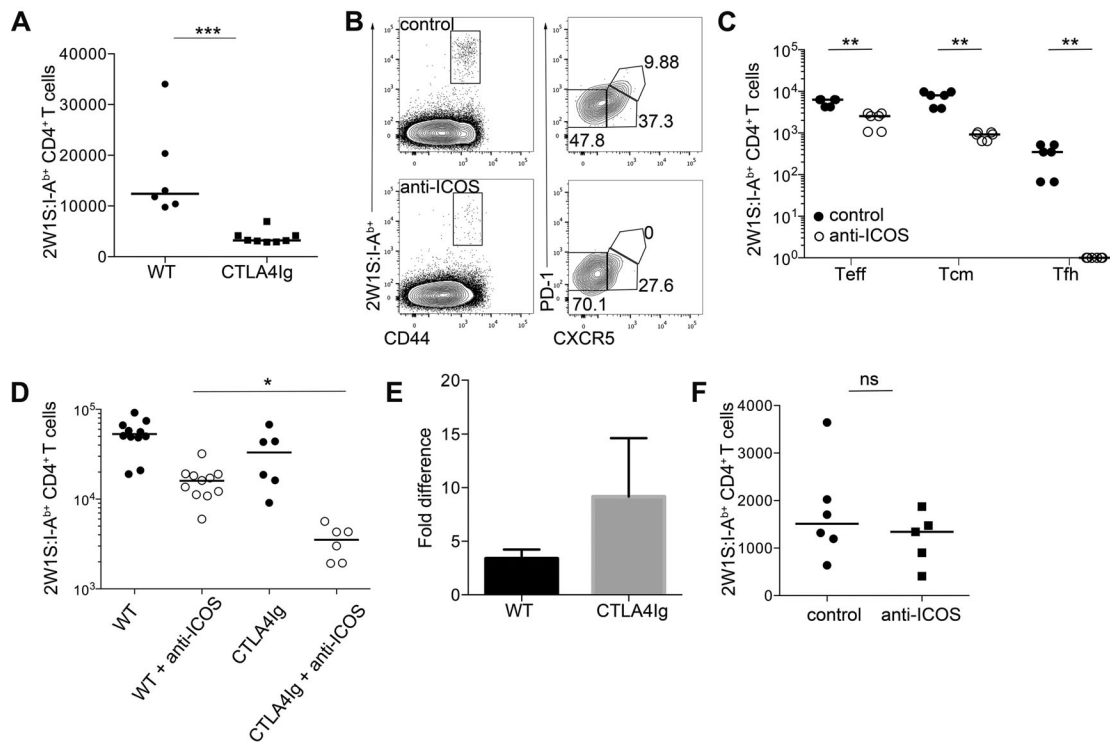 A
***
2W1S:I-Aᵇ⁺ CD4⁺ T cells
40000
30000
20000
10000
0
WT
CTLA4Ig
B
control
anti-ICOS
2W1S:I-Aᵇ⁺
CD44
9.88
37.3
47.8
0
27.6
70.1
PD-1
CXCR5
C
** ** **
2W1S:I-Aᵇ⁺ CD4⁺ T cells
10⁵
10⁴
10³
10²
10¹
10⁰
control
anti-ICOS
Teff Tcm Tfh
D
*
2W1S:I-Aᵇ⁺ CD4⁺ T cells
10⁵
10⁴
10³
WT
WT + anti-ICOS
CTLA4Ig
CTLA4Ig + anti-ICOS
E
Fold difference
20
15
10
5
0
WT
CTLA4Ig
F
ns
2W1S:I-Aᵇ⁺ CD4⁺ T cells
4000
3000
2000
1000
0
control
anti-ICOS